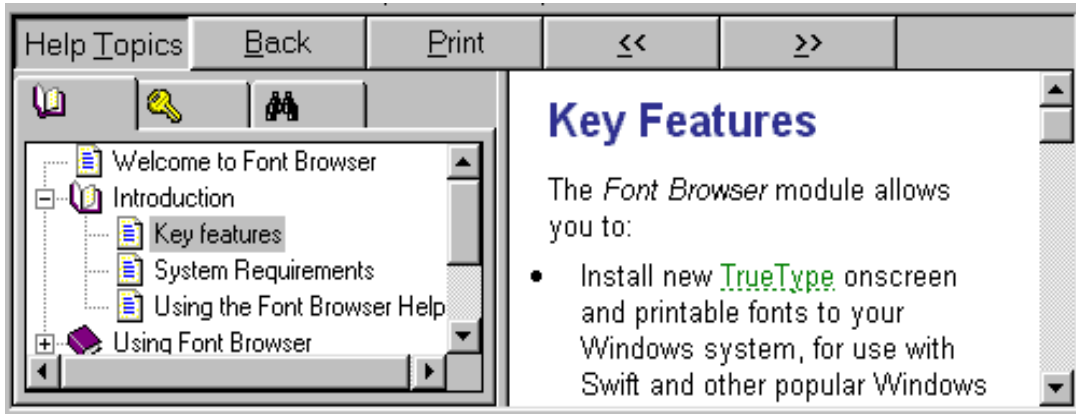 Help Topics Back Print << >>
Welcome to Font Browser
Introduction
Key features
System Requirements
Using the Font Browser Help
Using Font Browser
Key Features
The Font Browser module allows
you to:
• Install new TrueType onscreen
and printable fonts to your
Windows system, for use with
Swift and other popular Windows